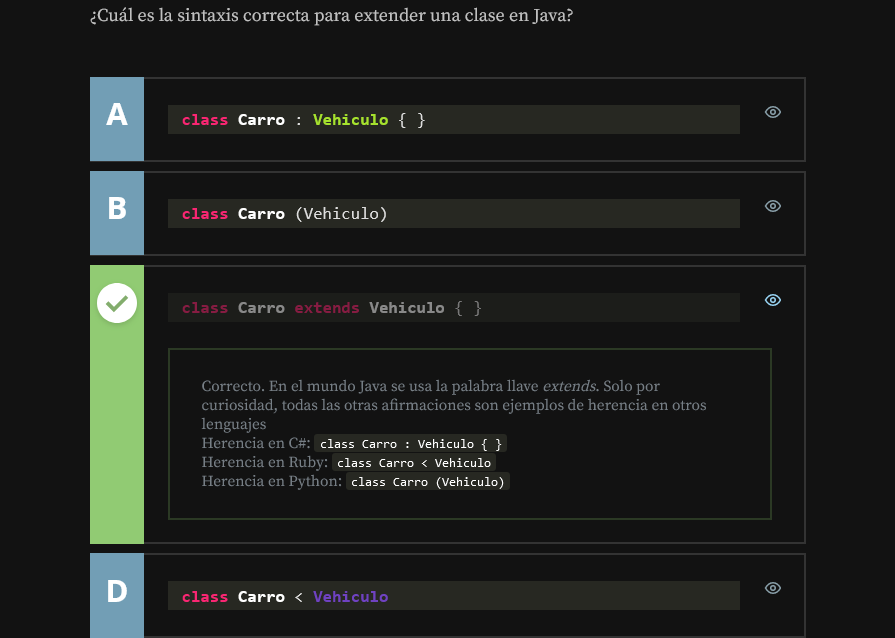 ¿Cuál es la sintaxis correcta para extender una clase en Java?
A
class Carro : Vehiculo { }
B
class Carro (Vehiculo)
class Carro extends Vehiculo { }
Correcto. En el mundo Java se usa la palabra llave extends. Solo por
curiosidad, todas las otras afirmaciones son ejemplos de herencia en otros
lenguajes
Herencia en C#: class Carro : Vehiculo { }
Herencia en Ruby: class Carro < Vehiculo
Herencia en Python: class Carro (Vehiculo)
D
class Carro < Vehiculo